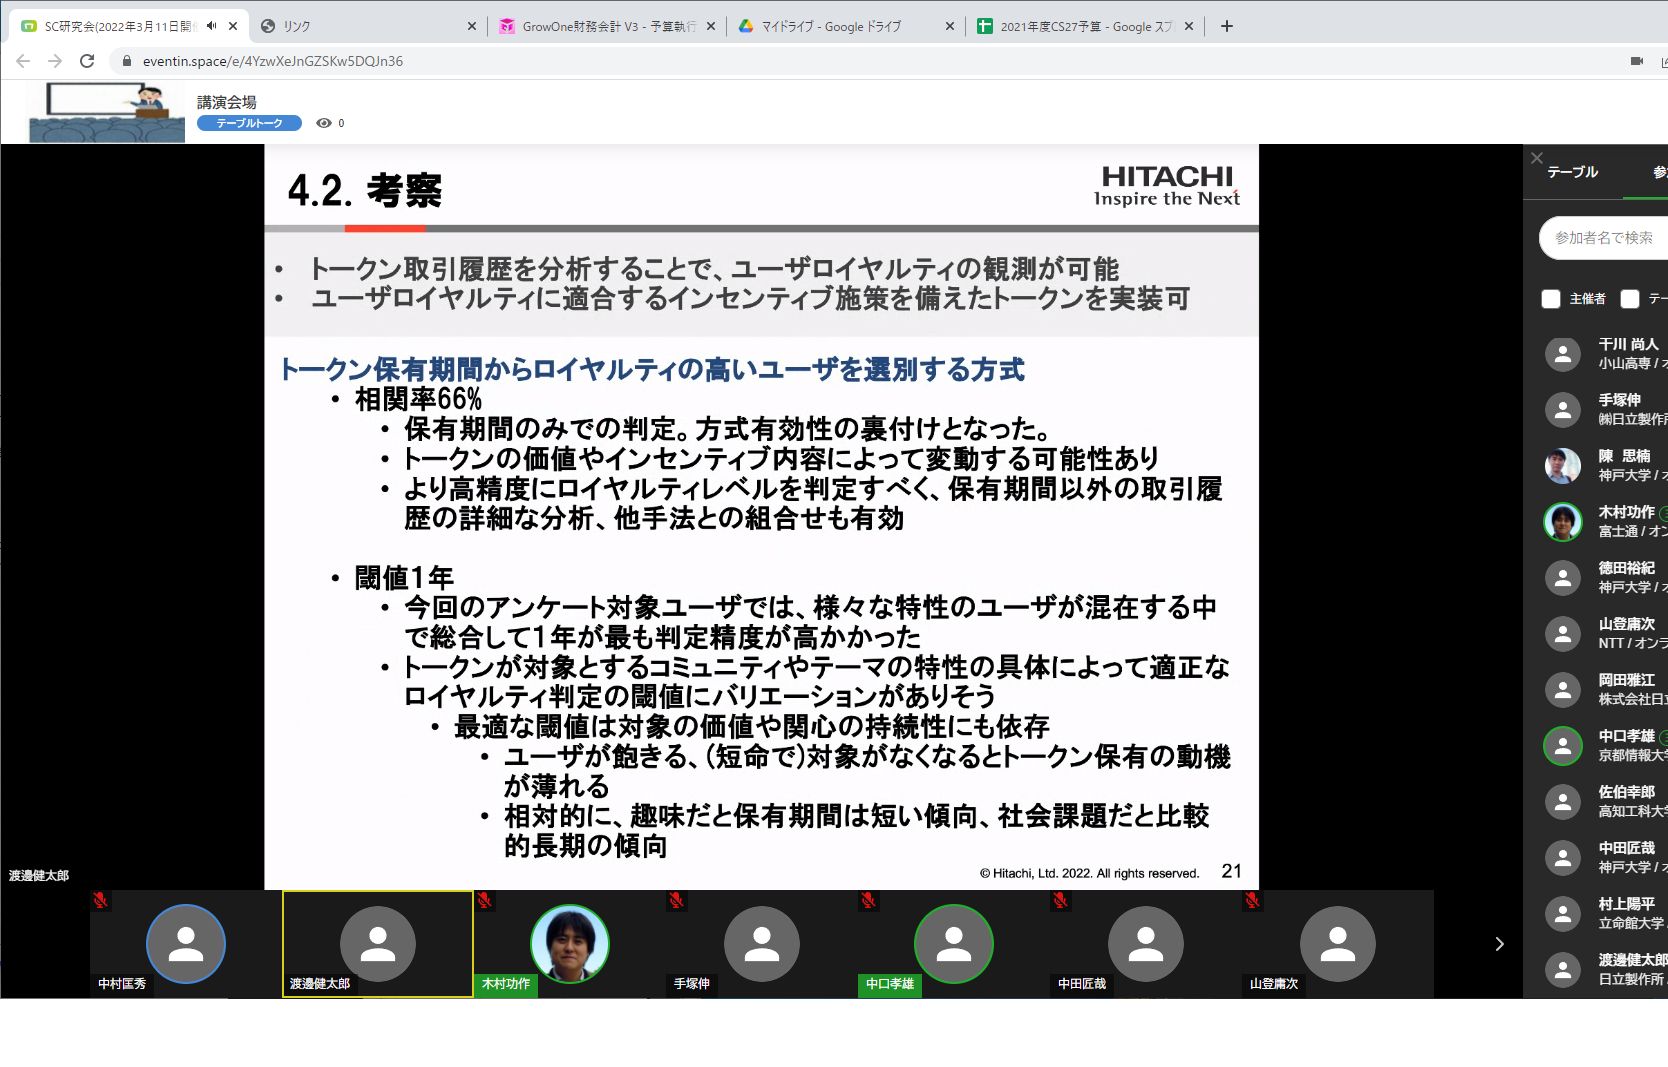 SC研究会(2022年3月11日開
リンク
GrowOne財務会計 V3 - 予算執行
マイドライブ - Google ドライブ
2021年度CS27予算 - Google スプ
eventin.space/e/4YzwXeJnGZSKw5DQJn36
講演会場
テーブルトーク
0
4.2. 考察
HITACHI
Inspire the Next
• トークン取引履歴を分析することで、ユーザロイヤルティの観測が可能
• ユーザロイヤルティに適合するインセンティブ施策を備えたトークンを実装可
トークン保有期間からロイヤルティの高いユーザを選別する方式
• 相関率66%
• 保有期間のみでの判定。方式有効性の裏付けとなった。
• トークンの価値やインセンティブ内容によって変動する可能性あり
• より高精度にロイヤルティレベルを判定すべく、保有期間以外の取引履
歴の詳細な分析、他手法との組合せも有効
• 閾値1年
• 今回のアンケート対象ユーザでは、様々な特性のユーザが混在する中
で総合して1年が最も判定精度が高かかった
• トークンが対象とするコミュニティやテーマの特性の具体によって適正な
ロイヤルティ判定の閾値にバリエーションがありそう
• 最適な閾値は対象の価値や関心の持続性にも依存
• ユーザが飽きる、(短命で)対象がなくなるとトークン保有の動機
が薄れる
• 相対的に、趣味だと保有期間は短い傾向、社会課題だと比較
的長期の傾向
© Hitachi, Ltd. 2022. All rights reserved.
21
渡邊健太郎
中村匡秀
渡邊健太郎
木村功作
手塚伸
中口孝雄
中田匠哉
山登庸次
テーブル
参
参加者名で検索
主催者
テー
干川 尚人
小山高専 / オ
手塚伸
㈱日立製作所
陳 思楠
神戸大学 / オ
木村功作
富士通 / オン
徳田裕紀
神戸大学 / オ
山登庸次
NTT / オンラ
岡田雅江
株式会社日立
中口孝雄
京都情報大学
佐伯幸郎
高知工科大学
中田匠哉
神戸大学 / オ
村上陽平
立命館大学
渡邊健太郎
日立製作所 /